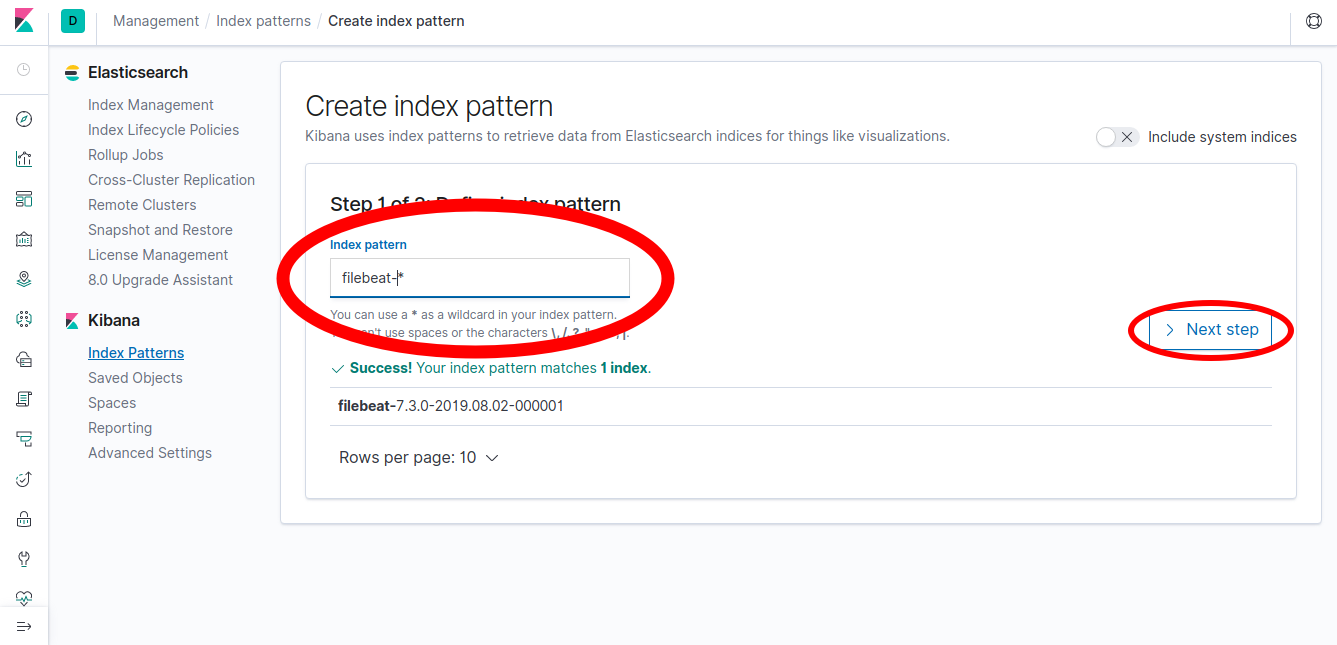 D Management / Index patterns / Create index pattern
Elasticsearch
Index Management
Index Lifecycle Policies
Rollup Jobs
Cross-Cluster Replication
Remote Clusters
Snapshot and Restore
License Management
8.0 Upgrade Assistant
Kibana
Index Patterns
Saved Objects
Spaces
Reporting
Advanced Settings
Create index pattern
Kibana uses index patterns to retrieve data from Elasticsearch indices for things like visualizations.
Include system indices
Step 1 of 2: Define index pattern
Index pattern
filebeat-*
You can use a * as a wildcard in your index pattern.
can't use spaces or the characters \, /, ?,
Next step
Success! Your index pattern matches 1 index.
filebeat-7.3.0-2019.08.02-000001
Rows per page: 10